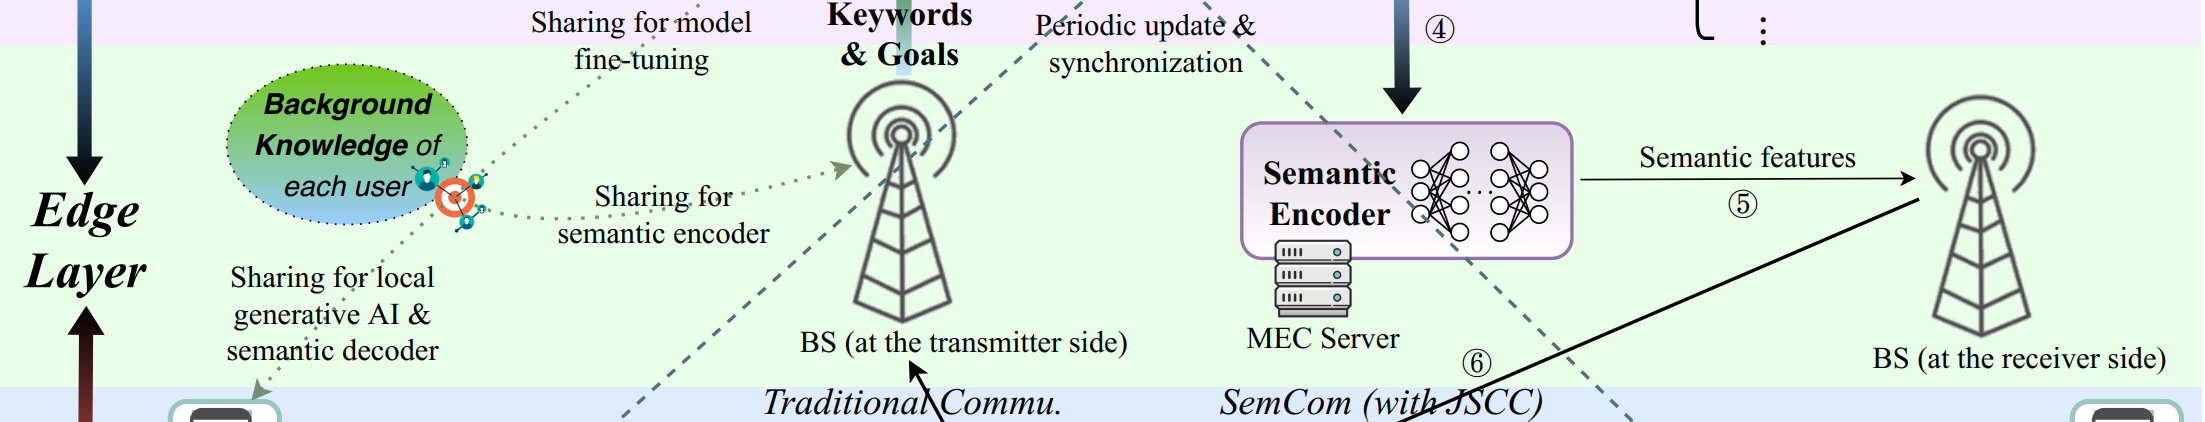 Sharing for model
fine-tuning
Keywords
& Goals
Periodic update &
synchronization
④
⋮
Background
Knowledge of
each user
Edge
Layer
Sharing for
semantic encoder
Sharing for local
generative AI &
semantic decoder
BS (at the transmitter side)
Semantic
Encoder
...
MEC Server
Semantic features
⑤
⑥
BS (at the receiver side)
Traditional Commu.
SemCom (with JSCC)